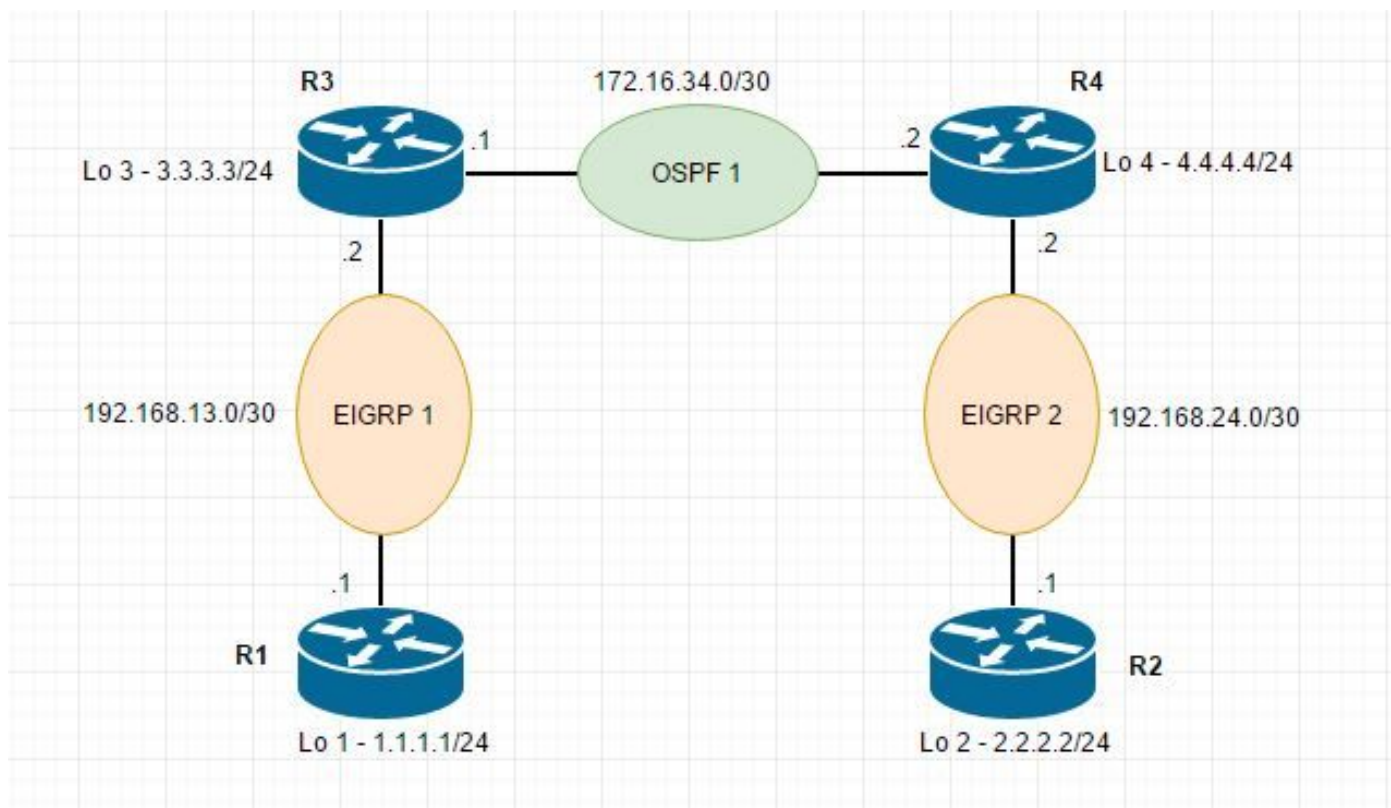 R3
172.16.34.0/30
R4
.1
.2
Lo 3 - 3.3.3.3/24
OSPF 1
Lo 4 - 4.4.4.4/24
.2
.2
192.168.13.0/30
EIGRP 1
EIGRP 2
192.168.24.0/30
.1
.1
R1
R2
Lo 1 - 1.1.1.1/24
Lo 2 - 2.2.2.2/24